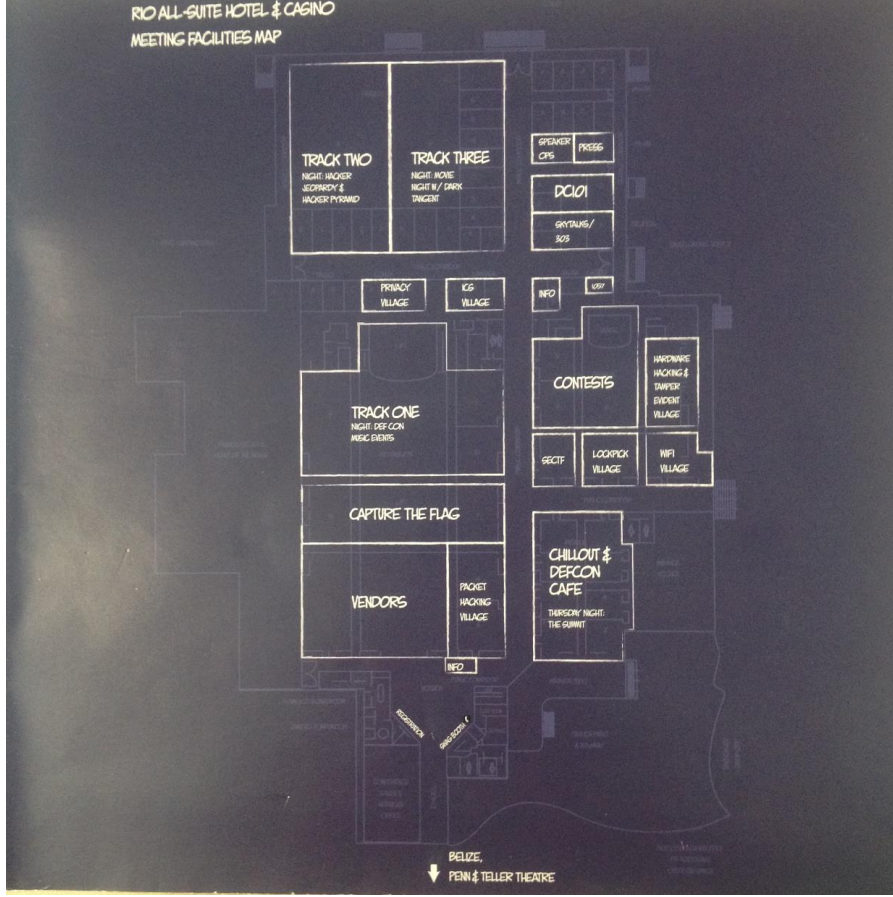 RIO ALL-SUITE HOTEL & CASINO
MEETING FACILITIES MAP
TRACK TWO
NIGHT: HACKER
JEOPARDY &
HACKER PYRAMID
TRACK THREE
NIGHT: MOVIE
NIGHT W/ DARK
TANGENT
SPEAKER
OPS
PRESS
DC101
SKYTALKS/
303
PRIVACY
VILLAGE
ICS
VILLAGE
INFO
1057
TRACK ONE
NIGHT: DEF CON
MUSIC EVENTS
CONTESTS
HARDWARE
HACKING &
TAMPER
EVIDENT
VILLAGE
SECTF
LOCKPICK
VILLAGE
WIFI
VILLAGE
CAPTURE THE FLAG
VENDORS
PACKET
HACKING
VILLAGE
CHILLOUT &
DEFCON
CAFE
THURSDAY NIGHT:
THE SUMMIT
INFO
REGISTRATION
SWAG BOOTH
BELIZE,
PENN & TELLER THEATRE